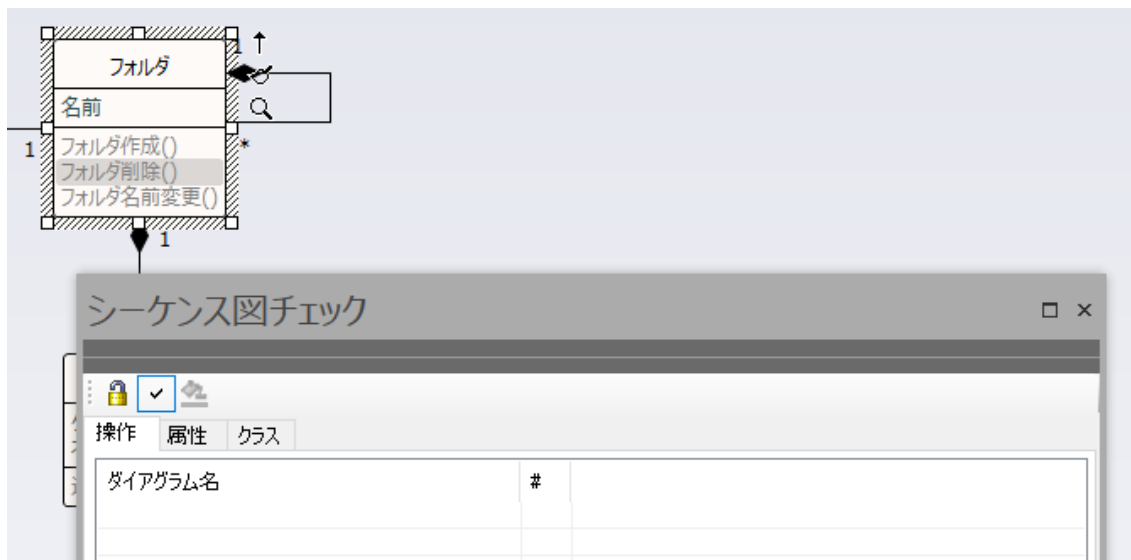 1
フォルダ
名前
1
フォルダ作成()
*
フォルダ削除()
フォルダ名前変更()
1
シーケンス図チェック
操作 属性 クラス
ダイアグラム名 #